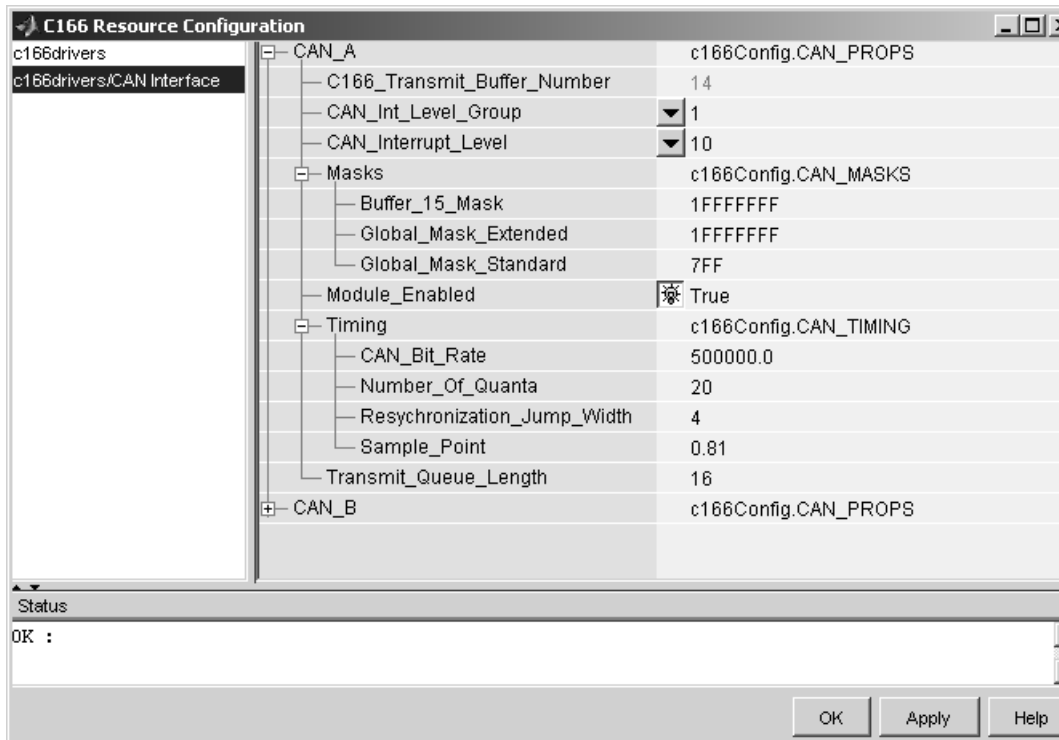 C166 Resource Configuration
c166drivers
c166drivers/CAN Interface
CAN_A c166Config.CAN_PROPS
C166_Transmit_Buffer_Number 14
CAN_Int_Level_Group 1
CAN_Interrupt_Level 10
Masks c166Config.CAN_MASKS
Buffer_15_Mask 1FFFFFFF
Global_Mask_Extended 1FFFFFFF
Global_Mask_Standard 7FF
Module_Enabled True
Timing c166Config.CAN_TIMING
CAN_Bit_Rate 500000.0
Number_Of_Quanta 20
Resychronization_Jump_Width 4
Sample_Point 0.81
Transmit_Queue_Length 16
CAN_B c166Config.CAN_PROPS
Status
OK :
OK Apply Help